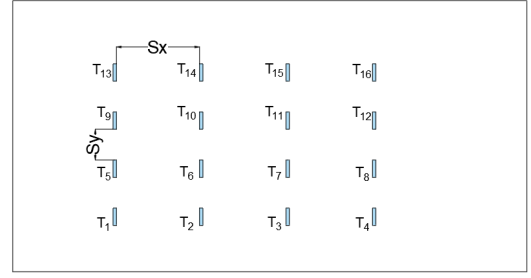 Sx
T13 T14 T15 T16
T9 T10 T11 T12
Sy
T5 T6 T7 T8
T1 T2 T3 T4